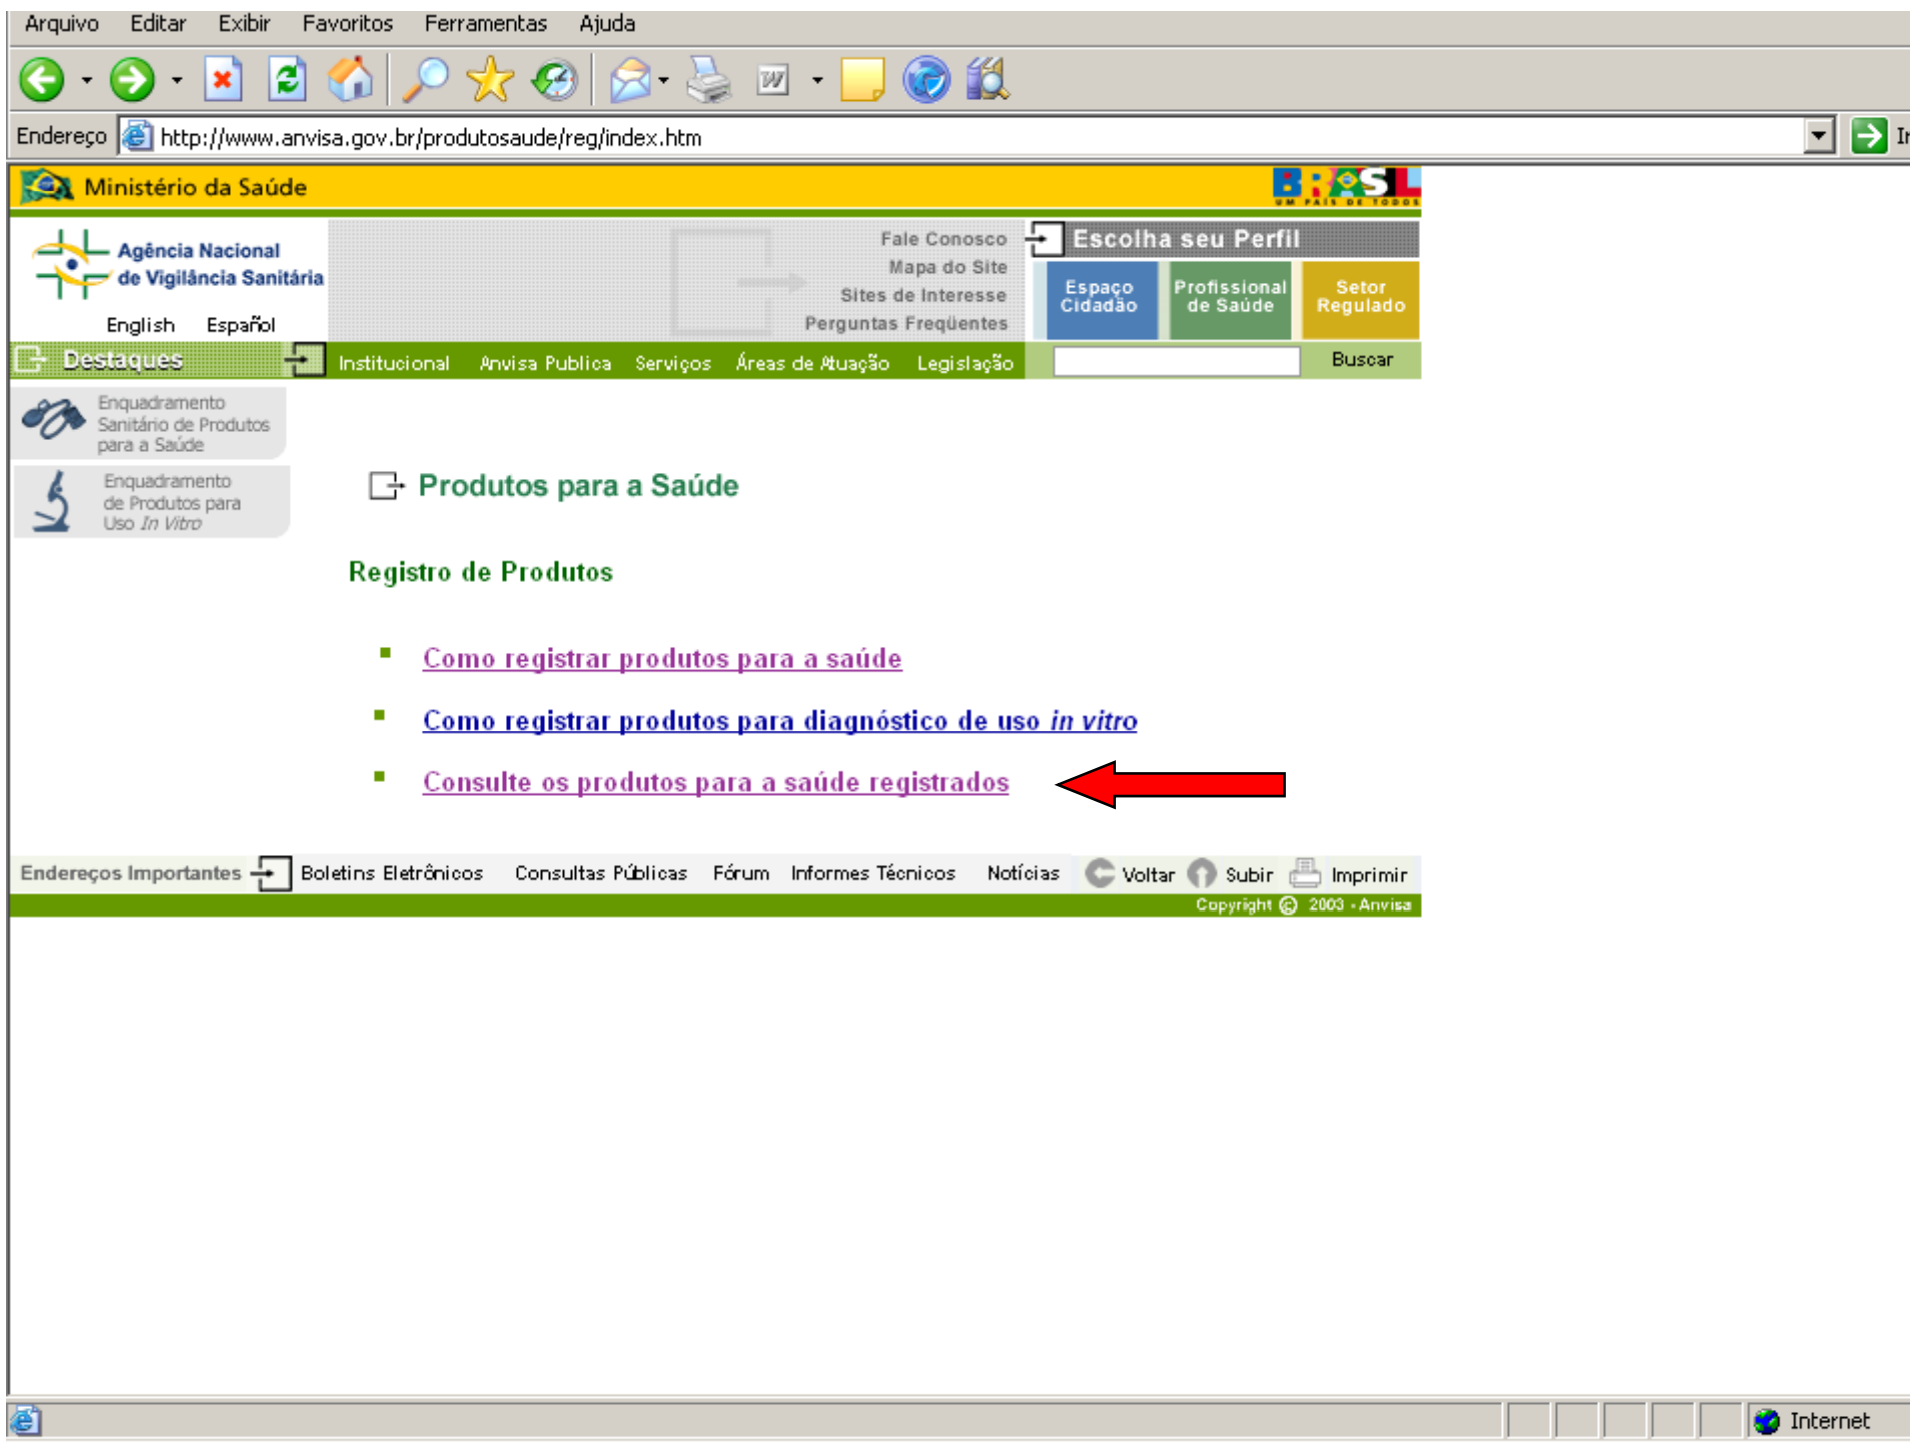 Arquivo Editar Exibir Favoritos Ferramentas Ajuda
Endereço http://www.anvisa.gov.br/produtosaude/reg/index.htm
Ministério da Saúde
BRASIL
UM PAÍS DE TODOS
Agência Nacional
de Vigilância Sanitária
English Español
Fale Conosco
Mapa do Site
Sites de Interesse
Perguntas Freqüentes
Escolha seu Perfil
Espaço
Cidadão
Profissional
de Saúde
Setor
Regulado
Destaques
Institucional Anvisa Publica Serviços Áreas de Atuação Legislação
Buscar
Enquadramento
Sanitário de Produtos
para a Saúde
Enquadramento
de Produtos para
Uso In Vitro
Produtos para a Saúde
Registro de Produtos
Como registrar produtos para a saúde
Como registrar produtos para diagnóstico de uso in vitro
Consulte os produtos para a saúde registrados
Endereços Importantes Boletins Eletrônicos Consultas Públicas Fórum Informes Técnicos Notícias Voltar Subir Imprimir
Copyright © 2003 - Anvisa
Internet